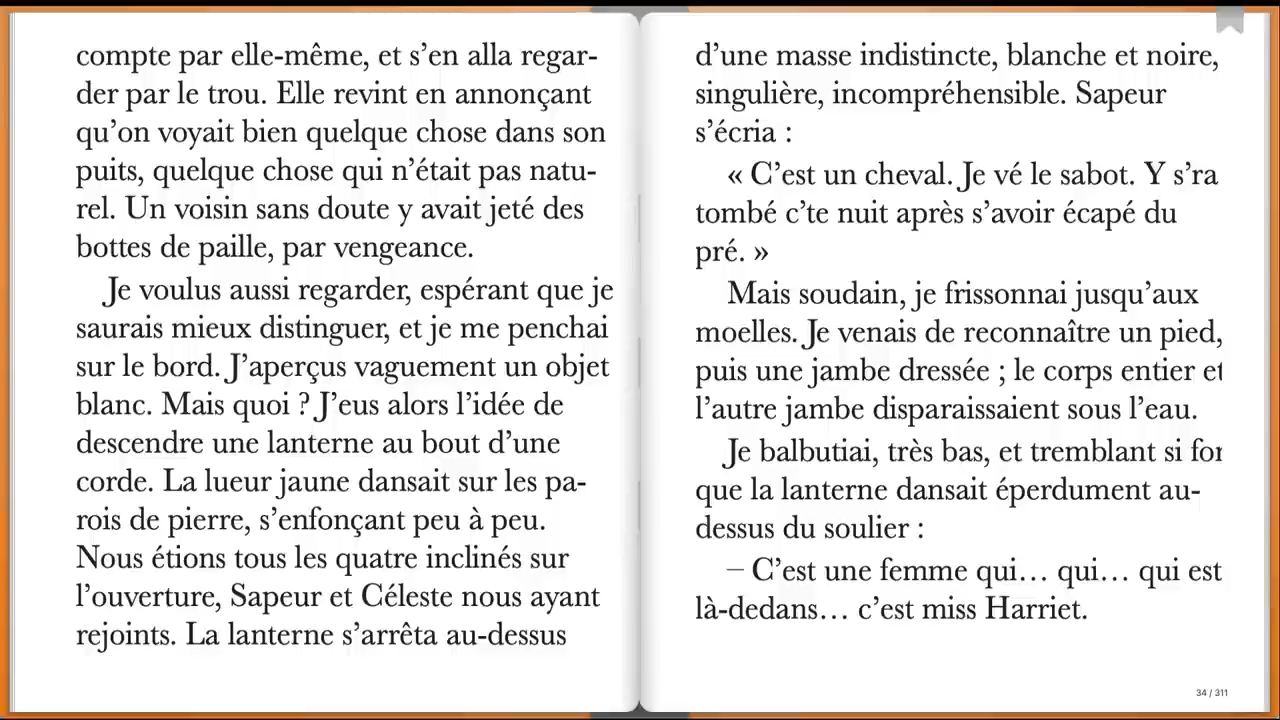 compte par elle-même, et s’en alla regar-
der par le trou. Elle revint en annonçant
qu’on voyait bien quelque chose dans son
puits, quelque chose qui n’était pas natu-
rel. Un voisin sans doute y avait jeté des
bottes de paille, par vengeance.
Je voulus aussi regarder, espérant que je
saurais mieux distinguer, et je me penchai
sur le bord. J’aperçus vaguement un objet
blanc. Mais quoi ? J’eus alors l’idée de
descendre une lanterne au bout d’une
corde. La lueur jaune dansait sur les pa-
rois de pierre, s’enfonçant peu à peu.
Nous étions tous les quatre inclinés sur
l’ouverture, Sapeur et Céleste nous ayant
rejoints. La lanterne s’arrêta au-dessus
d’une masse indistincte, blanche et noire,
singulière, incompréhensible. Sapeur
s’écria :
« C’est un cheval. Je vé le sabot. Y s’ra
tombé c’te nuit après s’avoir écapé du
pré. »
Mais soudain, je frissonnai jusqu’aux
moelles. Je venais de reconnaître un pied,
puis une jambe dressée ; le corps entier et
l’autre jambe disparaissaient sous l’eau.
Je balbutiai, très bas, et tremblant si for
que la lanterne dansait éperdument au-
dessus du soulier :
– C’est une femme qui… qui… qui est
là-dedans… c’est miss Harriet.
34 / 311